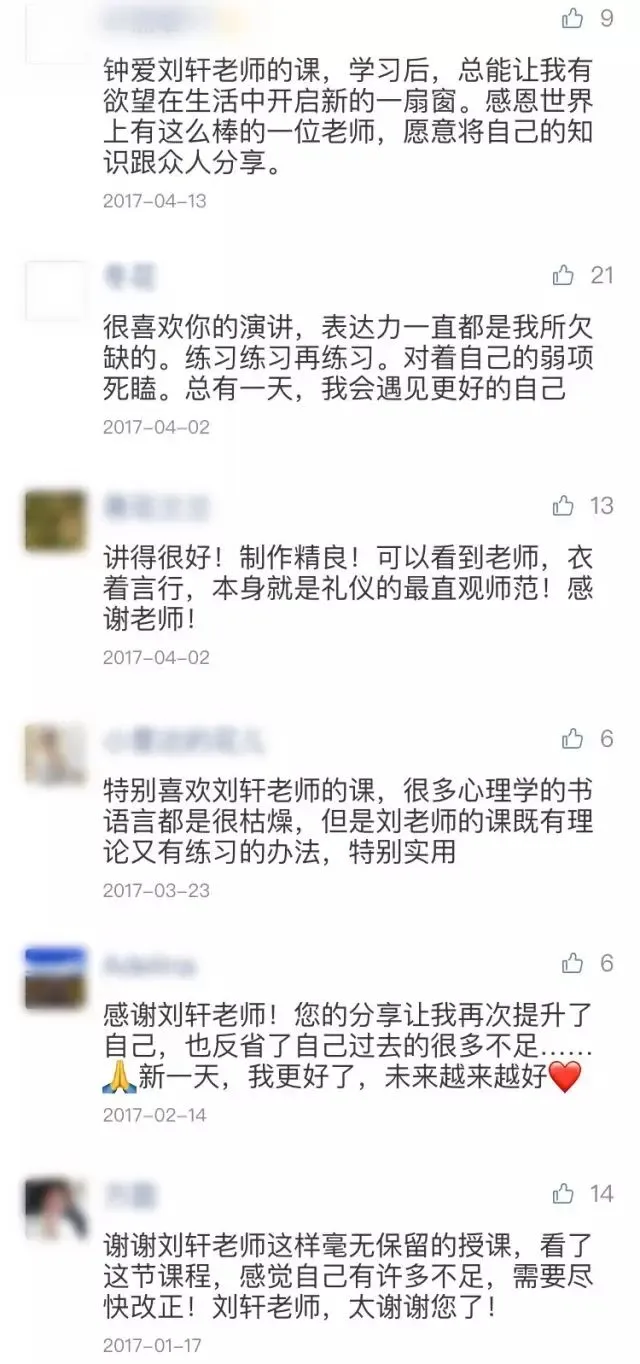 9
钟爱刘轩老师的课，学习后，总能让我有
欲望在生活中开启新的一扇窗。感恩世界
上有这么棒的一位老师，愿意将自己的知
识跟众人分享。
2017-04-13
21
很喜欢你的演讲，表达力一直都是我所欠
缺的。练习练习再练习。对着自己的弱项
死瞌。总有一天，我会遇见更好的自己
2017-04-02
13
讲得很好！制作精良！可以看到老师，衣
着言行，本身就是礼仪的最直观师范！感
谢老师！
2017-04-02
6
特别喜欢刘轩老师的课，很多心理学的书
语言都是很枯燥，但是刘老师的课既有理
论又有练习的办法，特别实用
2017-03-23
6
感谢刘轩老师！您的分享让我再次提升了
自己，也反省了自己过去的很多不足……
🙏新一天，我更好了，未来越来越好❤️
2017-02-14
14
谢谢刘轩老师这样毫无保留的授课，看了
这节课程，感觉自己有许多不足，需要尽
快改正！刘轩老师，太谢谢您了！
2017-01-17